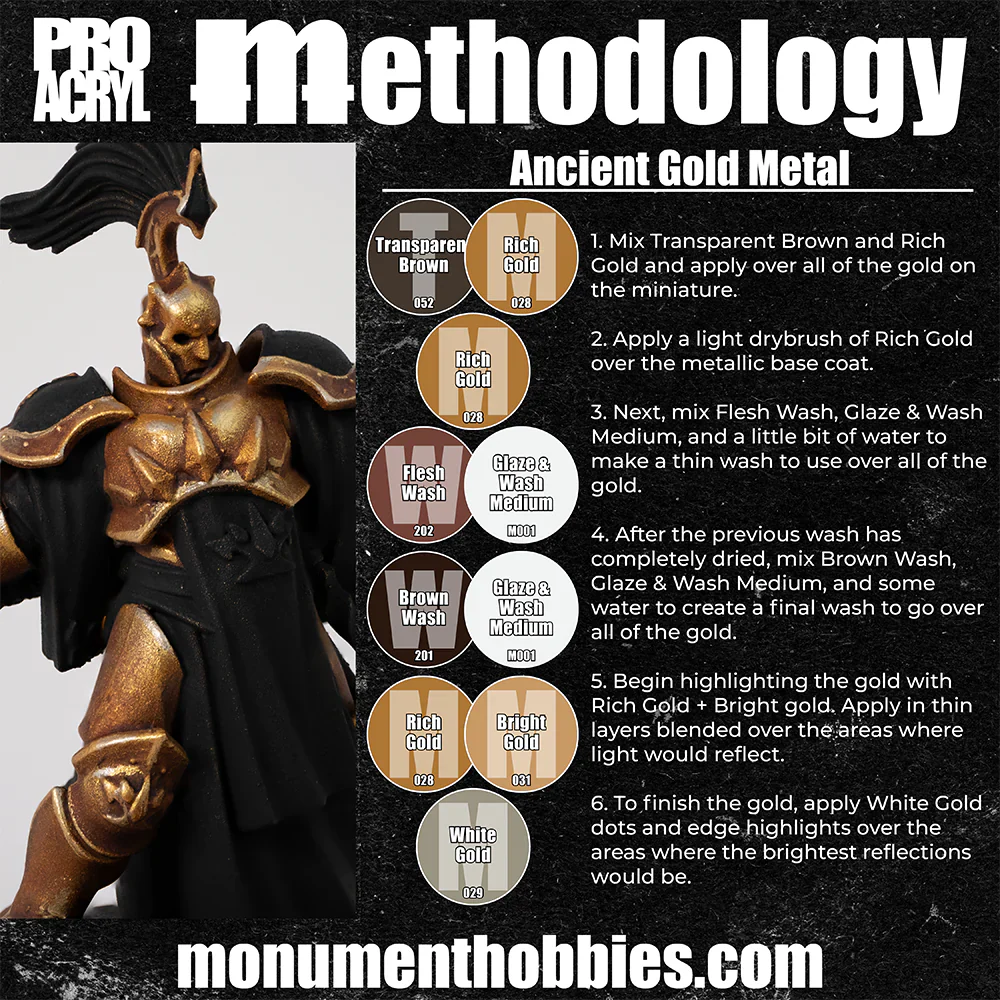 PRO
ACRYL
methodology
Ancient Gold Metal
Transparen
Brown
052
Rich
Gold
028
1. Mix Transparent Brown and Rich
Gold and apply over all of the gold on
the miniature.
Rich
Gold
028
2. Apply a light drybrush of Rich Gold
over the metallic base coat.
Flesh
Wash
202
Glaze &
Wash
Medium
M001
3. Next, mix Flesh Wash, Glaze & Wash
Medium, and a little bit of water to
make a thin wash to use over all of the
gold.
Brown
Wash
201
Glaze &
Wash
Medium
M001
4. After the previous wash has
completely dried, mix Brown Wash,
Glaze & Wash Medium, and some
water to create a final wash to go over
all of the gold.
Rich
Gold
028
Bright
Gold
031
5. Begin highlighting the gold with
Rich Gold + Bright gold. Apply in thin
layers blended over the areas where
light would reflect.
White
Gold
029
6. To finish the gold, apply White Gold
dots and edge highlights over the
areas where the brightest reflections
would be.
monumenthobbies.com